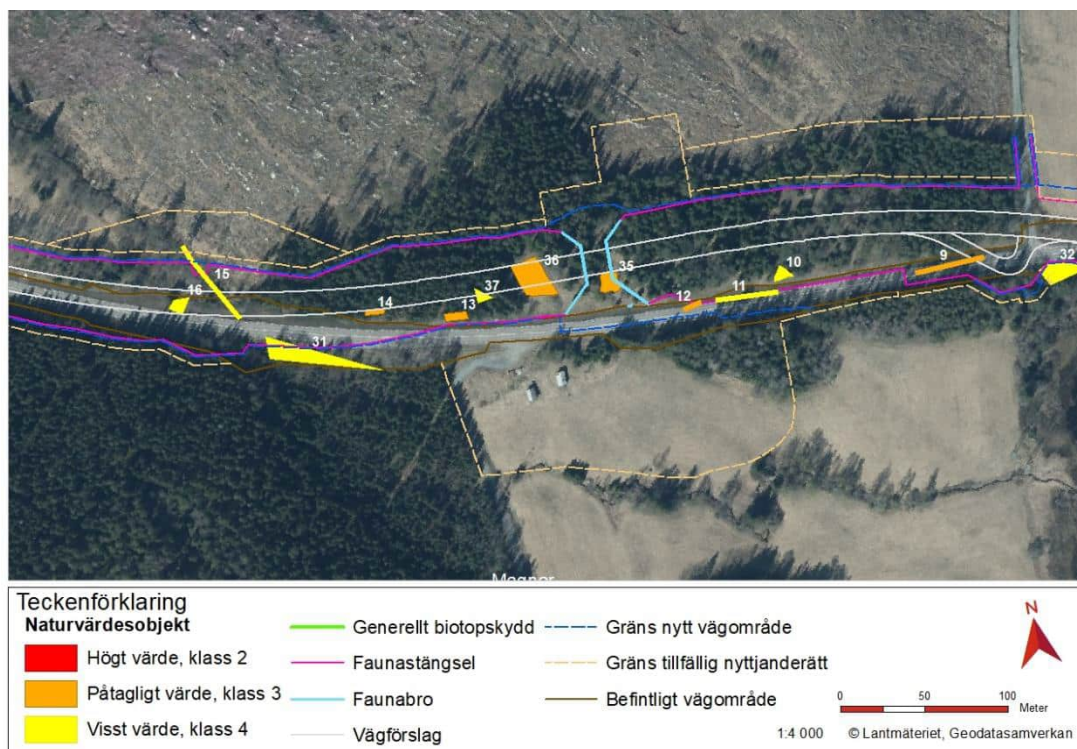 15
16
14
13
37
36
35
12
11
10
9
32
31
Teckenförklaring
Naturvärdesobjekt
Högt värde, klass 2
Påtagligt värde, klass 3
Visst värde, klass 4
Generellt biotopskydd
Faunastängsel
Faunabro
Vägförslag
Gräns nytt vägområde
Gräns tillfällig nyttjanderätt
Befintligt vägområde
N
0 50 100
Meter
1:4 000 © Lantmäteriet, Geodatasamverkan